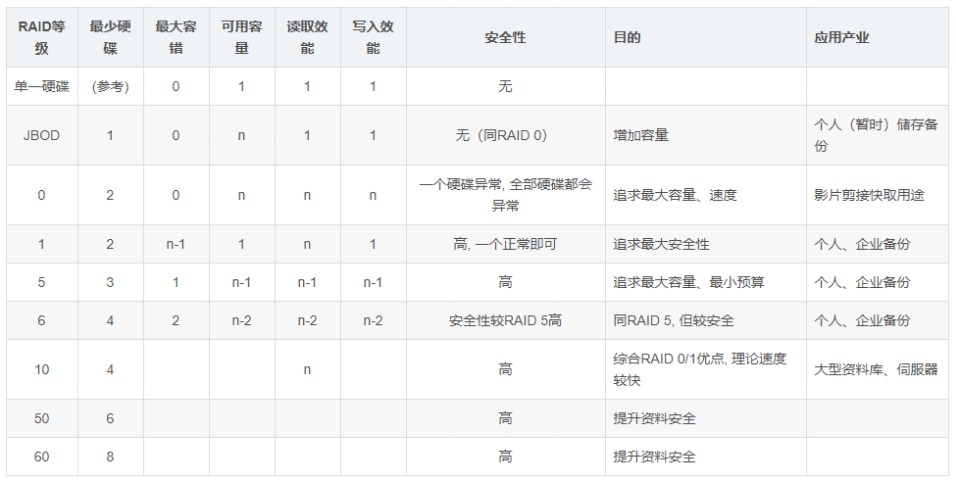 RAID等级 最少硬碟 最大容错 可用容量 读取效能 写入效能 安全性 目的 应用产业
单一硬碟 (参考) 0 1 1 1 无
JBOD 1 0 n 1 1 无（同RAID 0） 增加容量 个人（暂时）储存备份
0 2 0 n n n 一个硬碟异常, 全部硬碟都会异常 追求最大容量、速度 影片剪接快取用途
1 2 n-1 1 n 1 高, 一个正常即可 追求最大安全性 个人、企业备份
5 3 1 n-1 n-1 n-1 高 追求最大容量、最小预算 个人、企业备份
6 4 2 n-2 n-2 n-2 安全性较RAID 5高 同RAID 5, 但较安全 个人、企业备份
10 4 n 高 综合RAID 0/1优点, 理论速度较快 大型资料库、伺服器
50 6 高 提升资料安全
60 8 高 提升资料安全